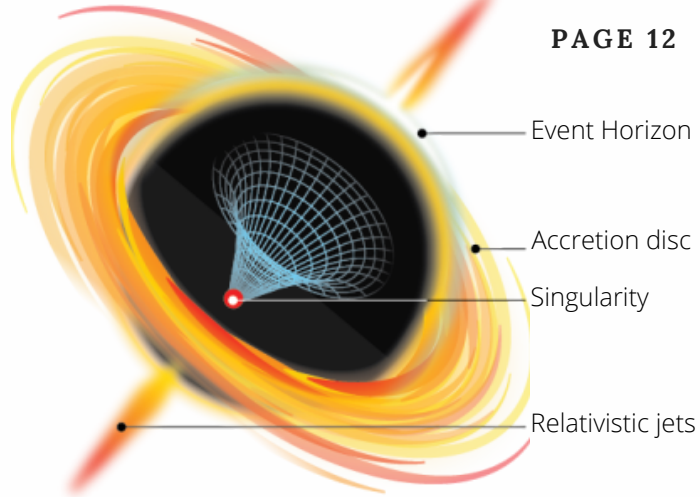 PAGE 12
Event Horizon
Accretion disc
Singularity
Relativistic jets